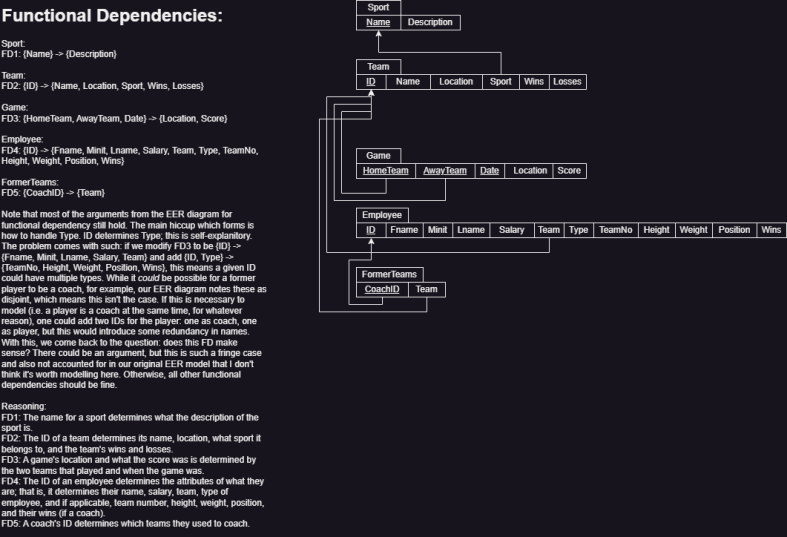 Functional Dependencies:
Sport:
FD1: {Name} -> {Description}
Team:
FD2: {ID} -> {Name, Location, Sport, Wins, Losses}
Game:
FD3: {HomeTeam, AwayTeam, Date} -> {Location, Score}
Employee:
FD4: {ID} -> {Fname, Minit, Lname, Salary, Team, Type, TeamNo,
Height, Weight, Position, Wins}
FormerTeams:
FD5: {CoachID} -> {Team}
Note that most of the arguments from the EER diagram for
functional dependency still hold. The main hiccup which forms is
how to handle Type. ID determines Type; this is self-explanitory.
The problem comes with such: if we modify FD3 to be {ID} ->
{Fname, Minit, Lname, Salary, Team} and add {ID, Type} ->
{TeamNo, Height, Weight, Position, Wins}, this means a given ID
could have multiple types. While it could be possible for a former
player to be a coach, for example, our EER diagram notes these as
disjoint, which means this isn't the case. If this is necessary to
model (i.e. a player is a coach at the same time, for whatever
reason), one could add two IDs for the player: one as coach, one
as player, but this would introduce some redundancy in names.
With this, we come back to the question: does this FD make
sense? There could be an argument, but this is such a fringe case
and also not accounted for in our original EER model that I don't
think it's worth modelling here. Otherwise, all other functional
dependencies should be fine.
Reasoning:
FD1: The name for a sport determines what the description of the
sport is.
FD2: The ID of a team determines its name, location, what sport it
belongs to, and the team's wins and losses.
FD3: A game's location and what the score was is determined by
the two teams that played and when the game was.
FD4: The ID of an employee determines the attributes of what they
are; that is, it determines their name, salary, team, type of
employee, and if applicable, team number, height, weight, position,
and their wins (if a coach).
FD5: A coach's ID determines which teams they used to coach.
Sport
Name Description
Team
ID Name Location Sport Wins Losses
Game
HomeTeam AwayTeam Date Location Score
Employee
ID Fname Minit Lname Salary Team Type TeamNo Height Weight Position Wins
FormerTeams
CoachID Team